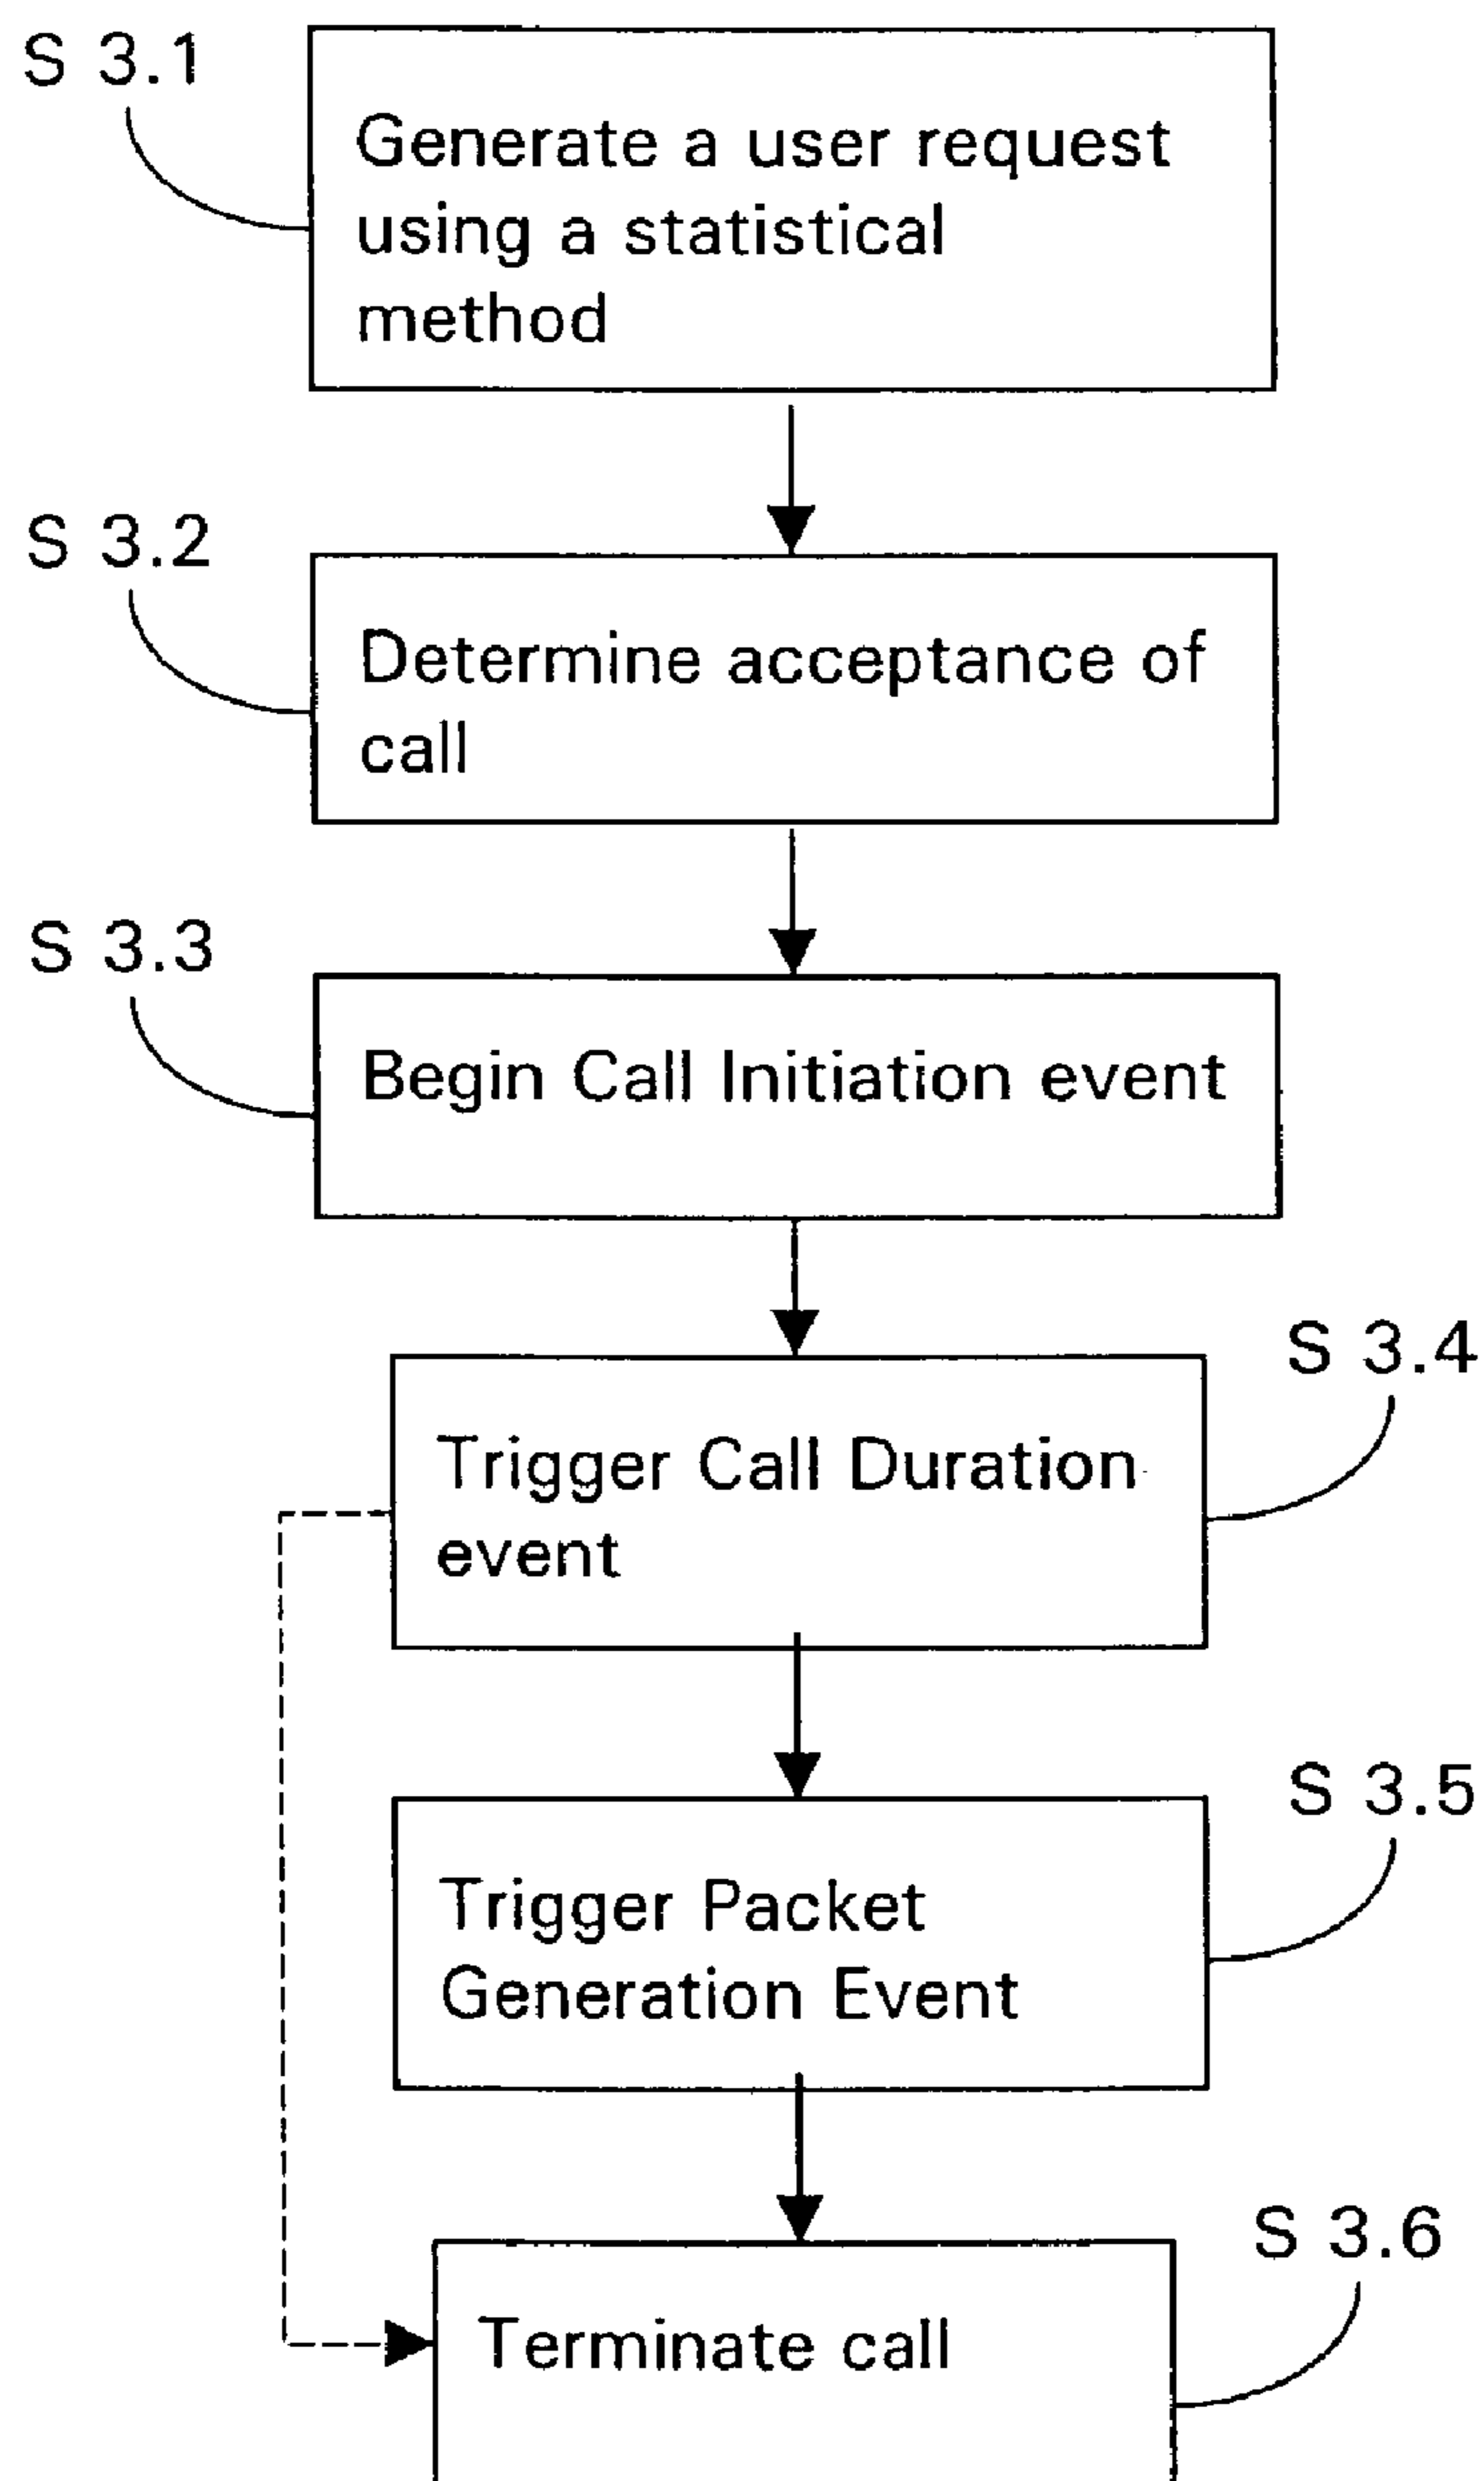 S 3.1
Generate a user request
using a statistical
method
S 3.2
Determine acceptance of
call
S 3.3
Begin Call Initiation event
S 3.4
Trigger Call Duration
event
S 3.5
Trigger Packet
Generation Event
S 3.6
Terminate call